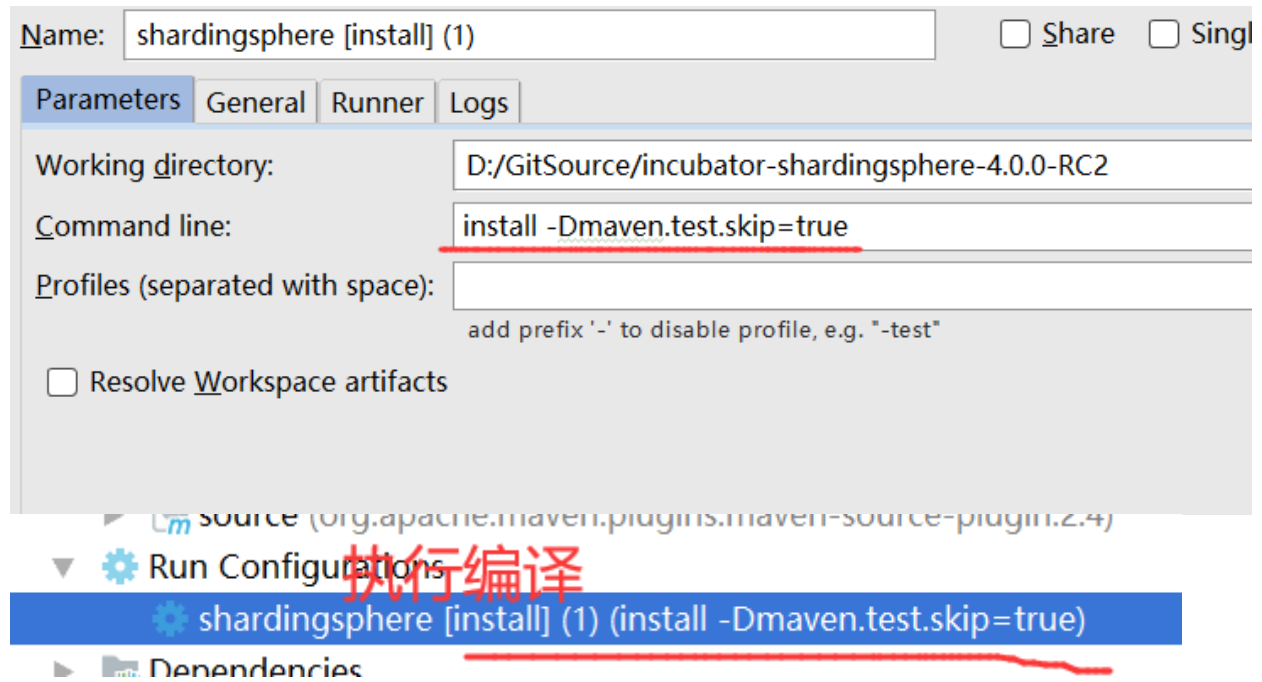 Name: shardingsphere [install] (1) Share Singl
Parameters General Runner Logs
Working directory: D:/GitSource/incubator-shardingsphere-4.0.0-RC2
Command line: install -Dmaven.test.skip=true
Profiles (separated with space):
add prefix '-' to disable profile, e.g. "-test"
Resolve Workspace artifacts
source (org.apache.maven.plugins:maven-source-plugin:2.4)
Run Configurations
执行编译
shardingsphere [install] (1) (install -Dmaven.test.skip=true)
Dependencies